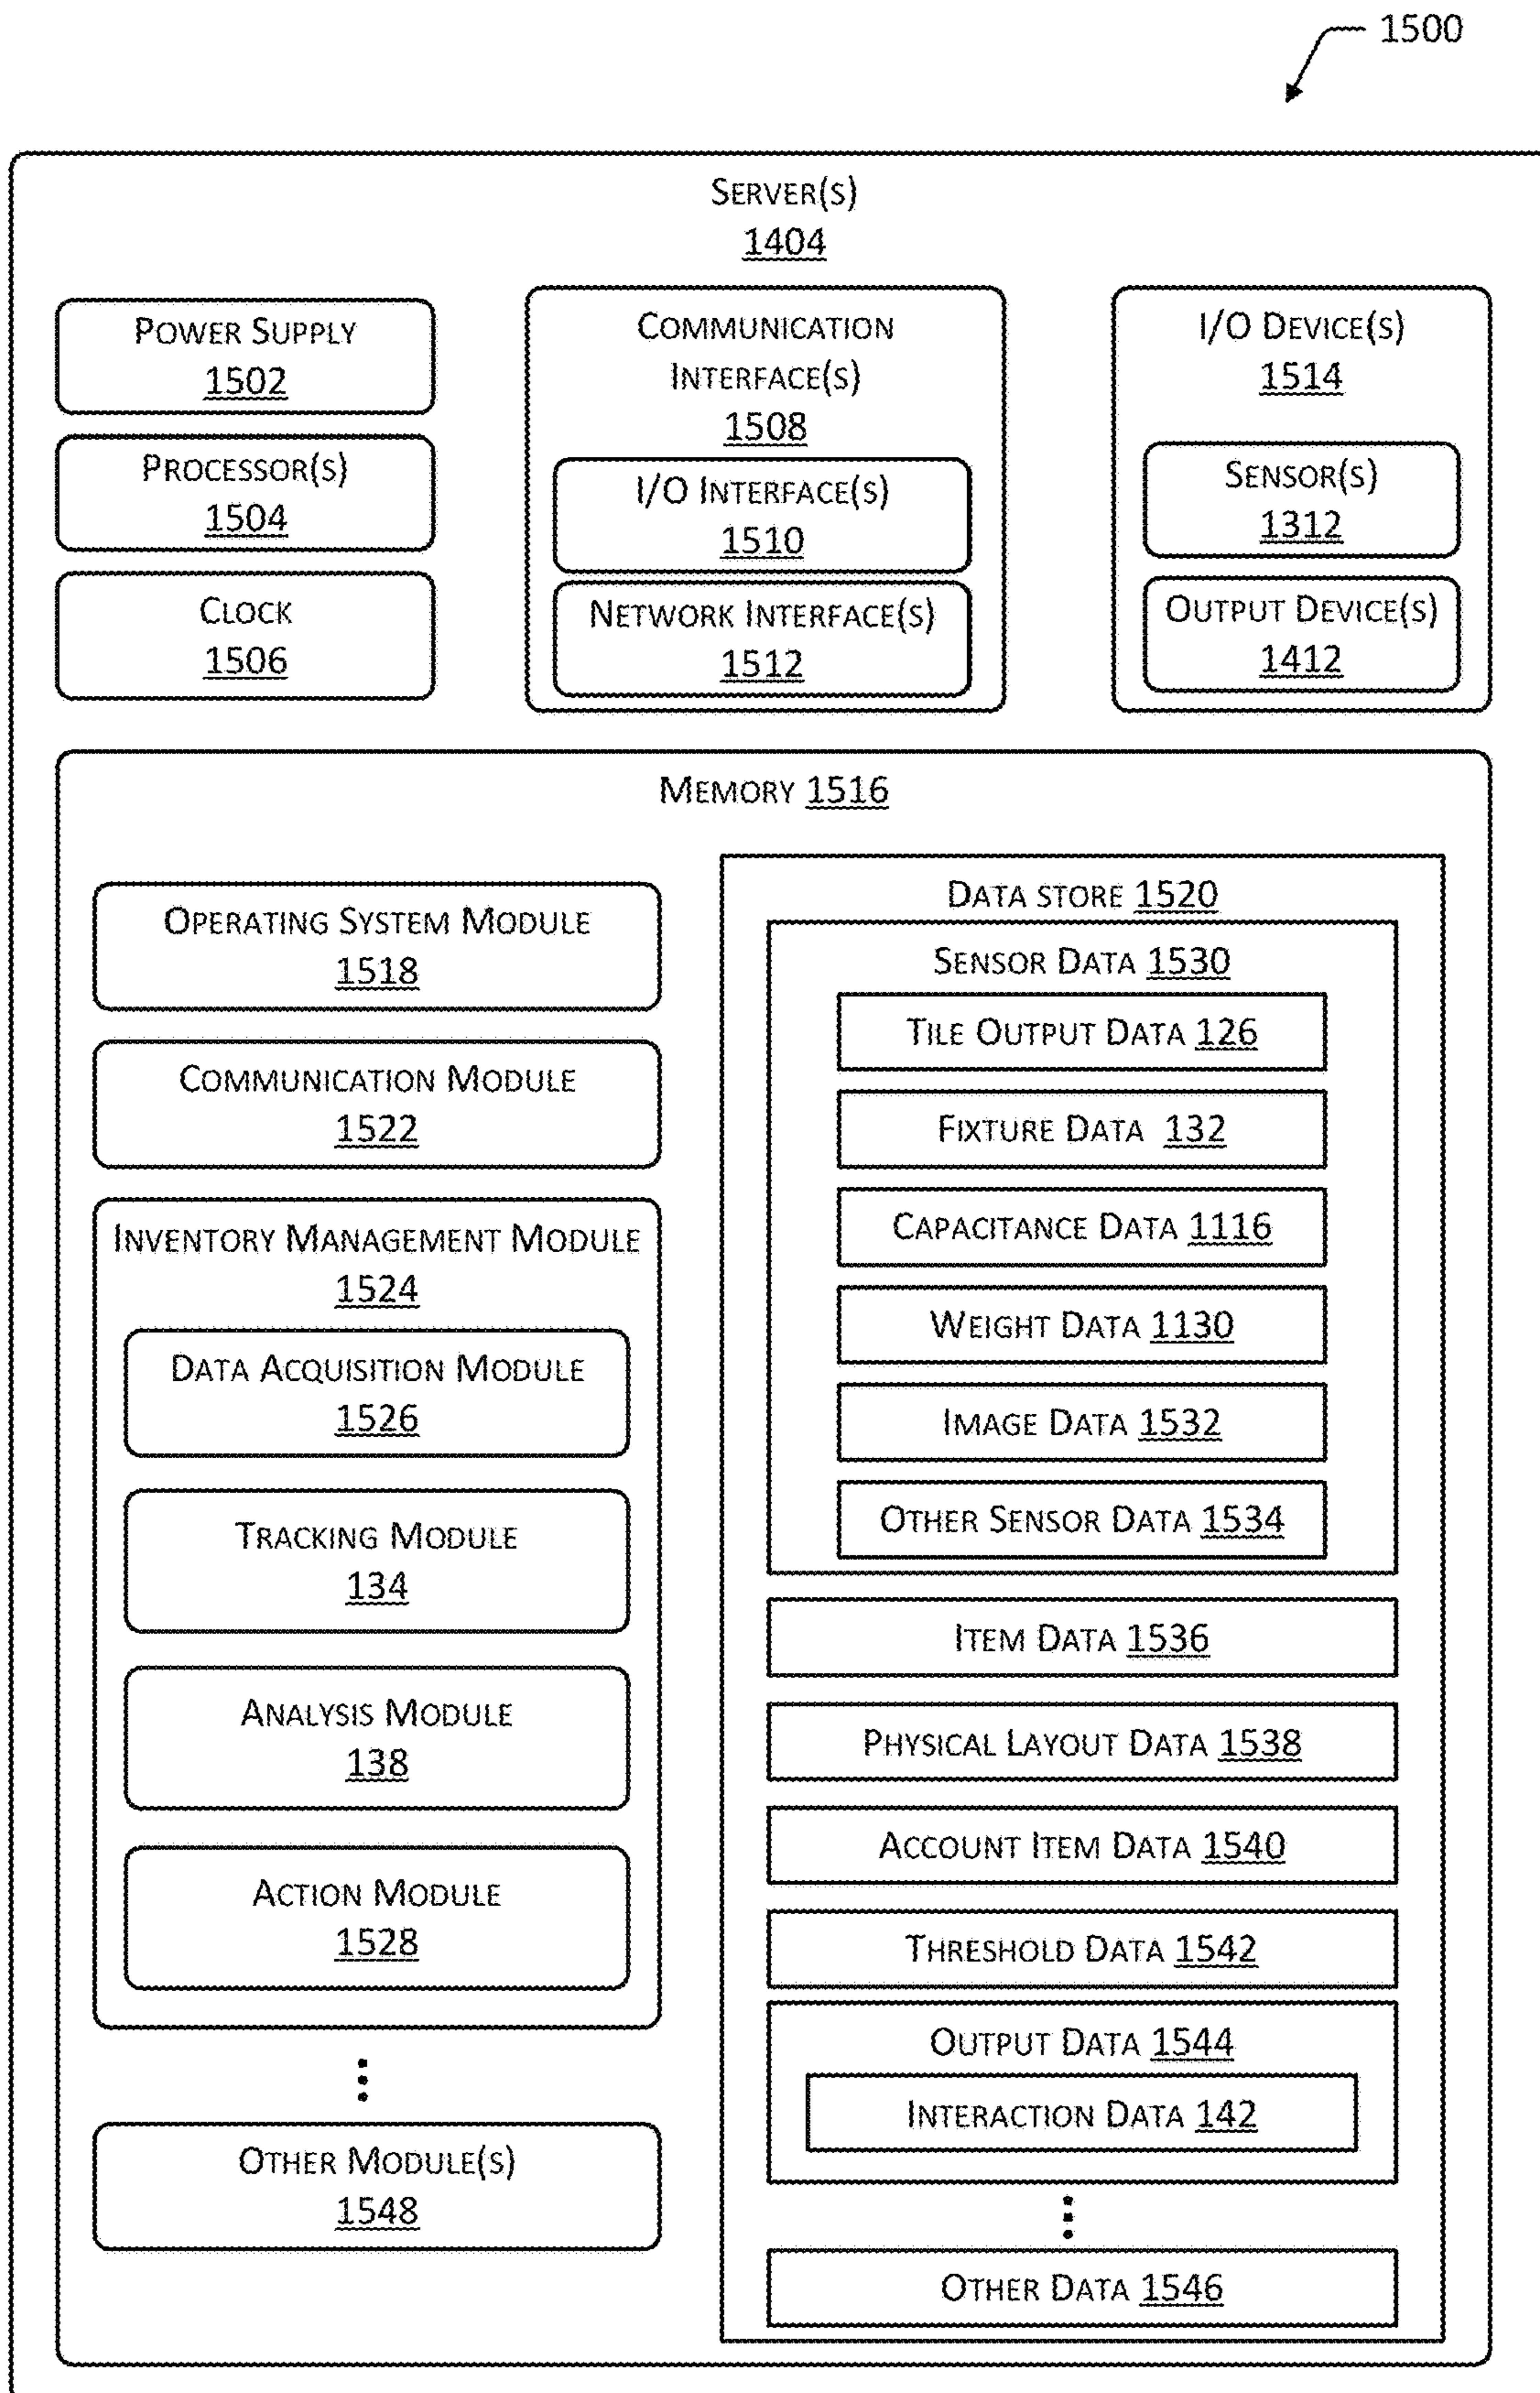 1500
SERVER(S)
1404
POWER SUPPLY
1502
PROCESSOR(S)
1504
CLOCK
1506
COMMUNICATION
INTERFACE(S)
1508
I/O INTERFACE(S)
1510
NETWORK INTERFACE(S)
1512
I/O DEVICE(S)
1514
SENSOR(S)
1312
OUTPUT DEVICE(S)
1412
MEMORY 1516
OPERATING SYSTEM MODULE
1518
COMMUNICATION MODULE
1522
INVENTORY MANAGEMENT MODULE
1524
DATA ACQUISITION MODULE
1526
TRACKING MODULE
134
ANALYSIS MODULE
138
ACTION MODULE
1528
OTHER MODULE(S)
1548
DATA STORE 1520
SENSOR DATA 1530
TILE OUTPUT DATA 126
FIXTURE DATA 132
CAPACITANCE DATA 1116
WEIGHT DATA 1130
IMAGE DATA 1532
OTHER SENSOR DATA 1534
ITEM DATA 1536
PHYSICAL LAYOUT DATA 1538
ACCOUNT ITEM DATA 1540
THRESHOLD DATA 1542
OUTPUT DATA 1544
INTERACTION DATA 142
OTHER DATA 1546